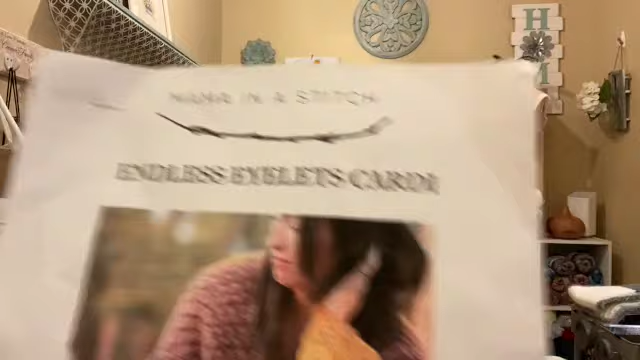 MAMA IN A STITCH
ENDLESS EYELETS CARDI
H
M